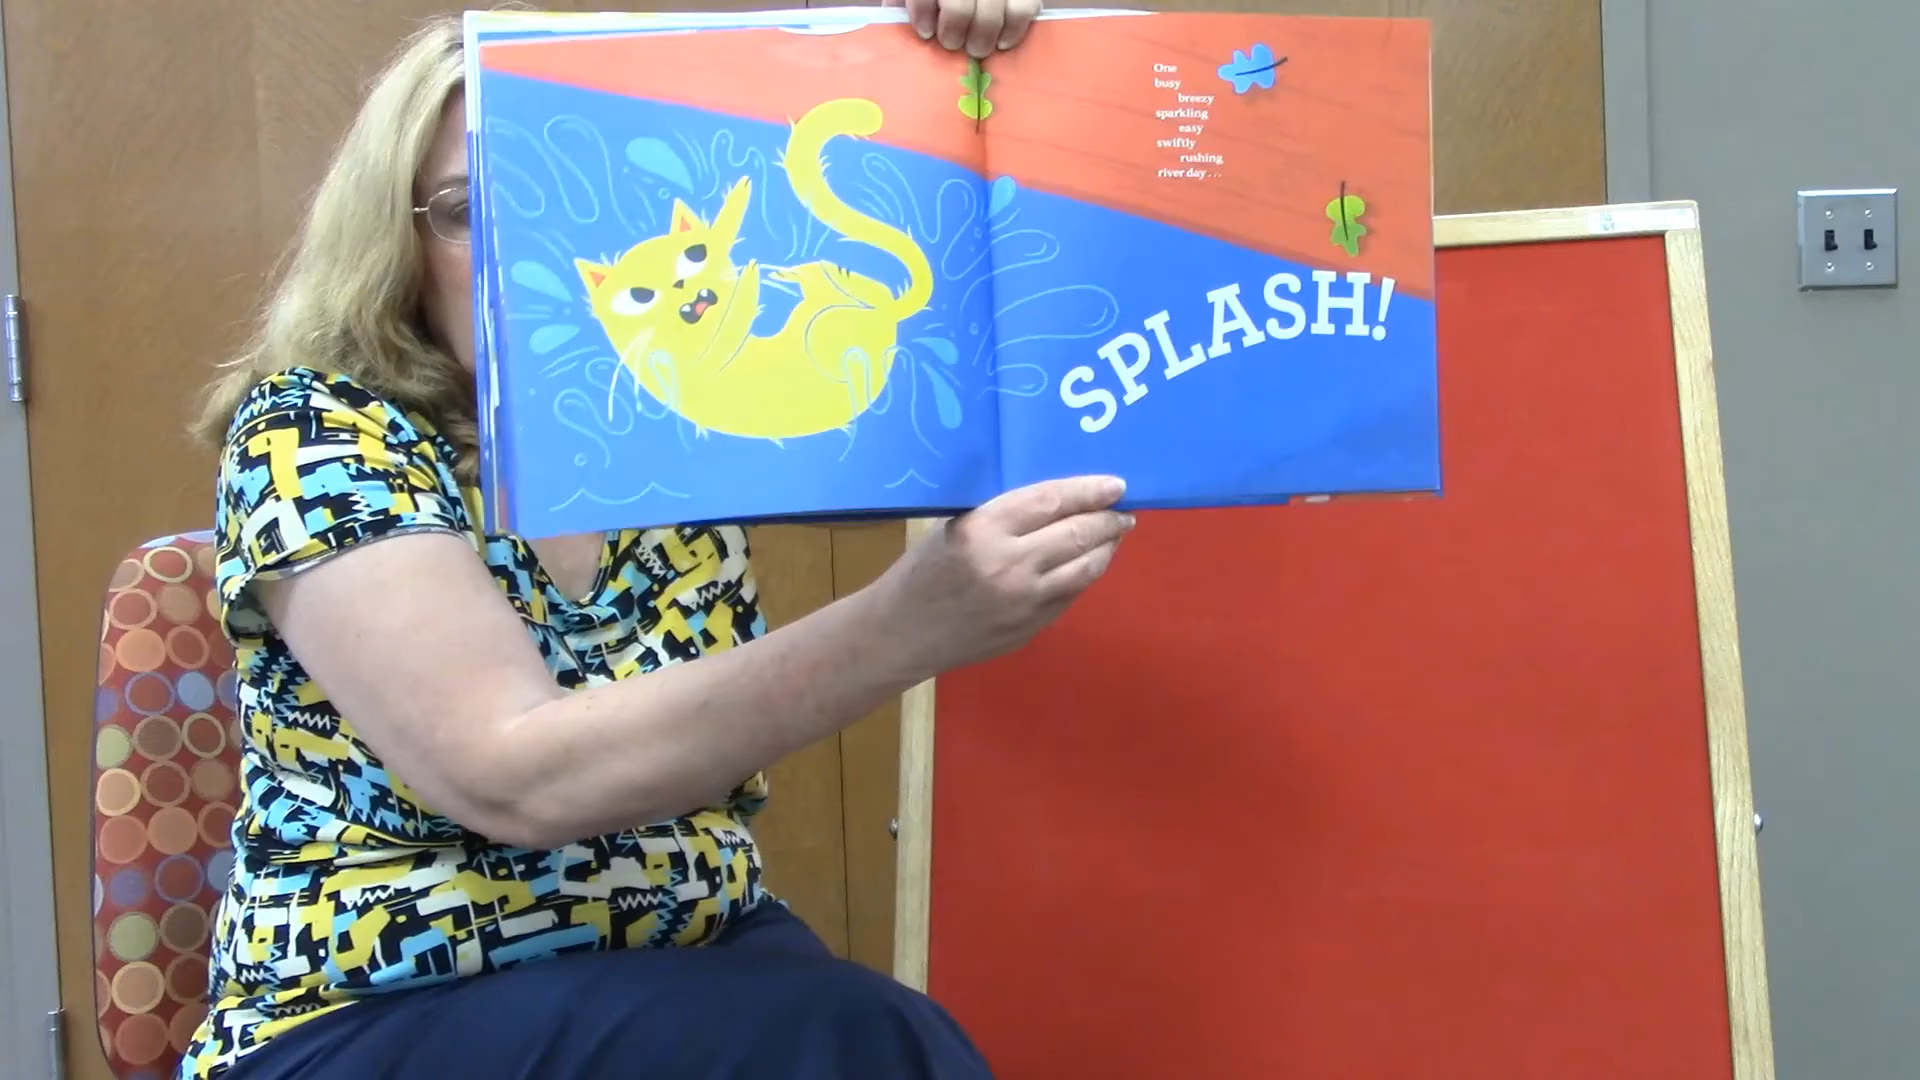 One
busy
breezy
sparkling
easy
swiftly
rushing
river day...
SPLASH!